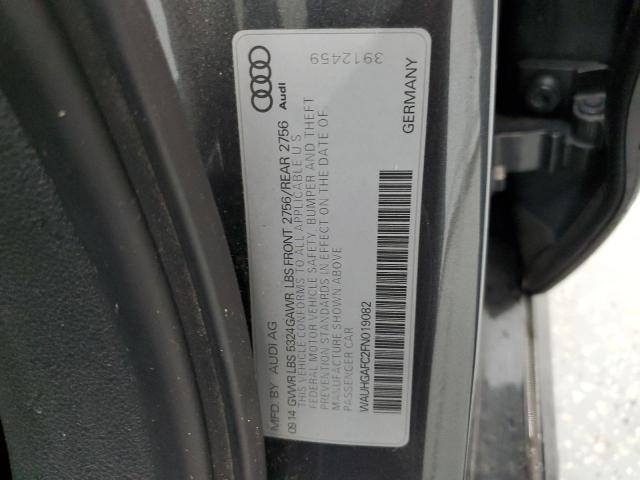 MFD. BY AUDI AG
09 14 GVWR LBS 5324 GAWR LBS FRONT 2756/REAR 2756
THIS VEHICLE CONFORMS TO ALL APPLICABLE U S
FEDERAL MOTOR VEHICLE SAFETY, BUMPER AND THEFT
PREVENTION STANDARDS IN EFFECT ON THE DATE OF
MANUFACTURE SHOWN ABOVE
PASSENGER CAR
WAUHGAFC2FN019082
Audi
3912459
GERMANY